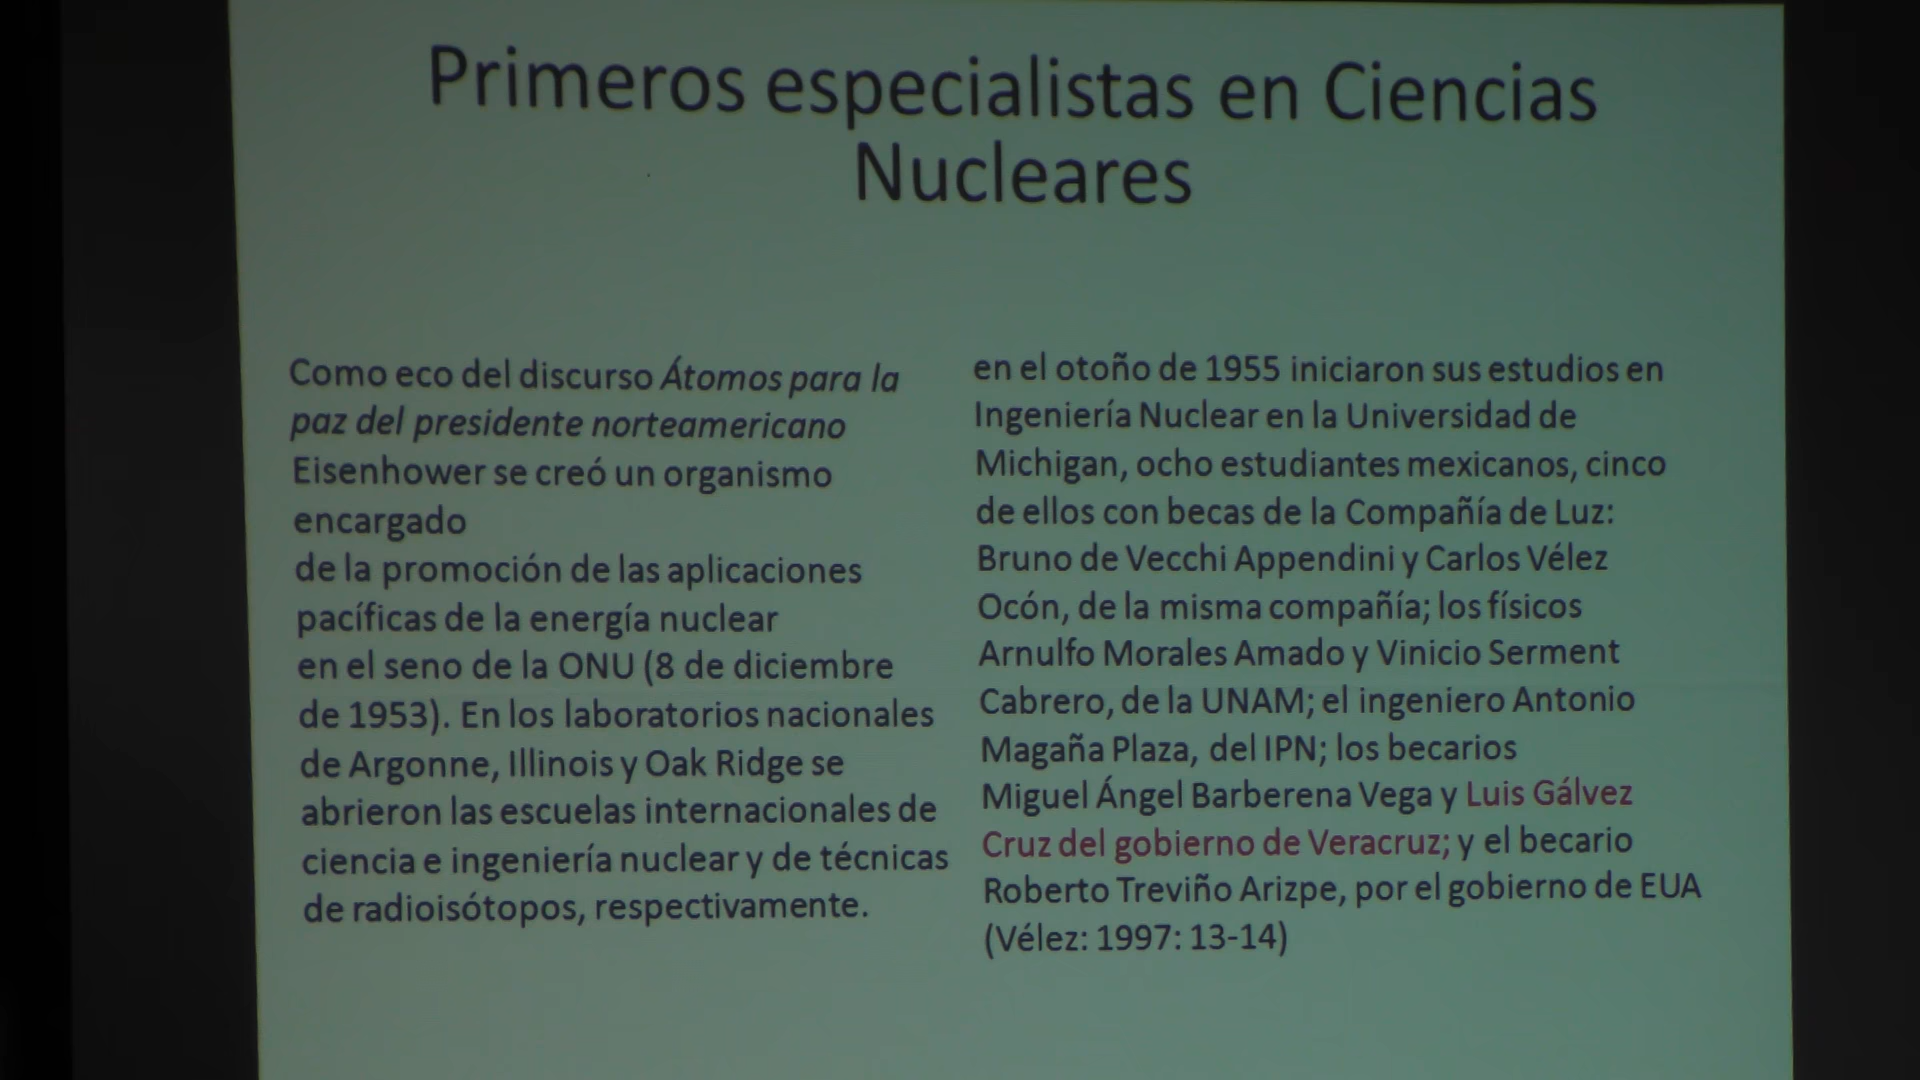 Primeros especialistas en Ciencias
Nucleares
Como eco del discurso Átomos para la
paz del presidente norteamericano
Eisenhower se creó un organismo
encargado
de la promoción de las aplicaciones
pacíficas de la energía nuclear
en el seno de la ONU (8 de diciembre
de 1953). En los laboratorios nacionales
de Argonne, Illinois y Oak Ridge se
abrieron las escuelas internacionales de
ciencia e ingeniería nuclear y de técnicas
de radioisótopos, respectivamente.
en el otoño de 1955 iniciaron sus estudios en
Ingeniería Nuclear en la Universidad de
Michigan, ocho estudiantes mexicanos, cinco
de ellos con becas de la Compañía de Luz:
Bruno de Vecchi Appendini y Carlos Vélez
Ocón, de la misma compañía; los físicos
Arnulfo Morales Amado y Vinicio Serment
Cabrero, de la UNAM; el ingeniero Antonio
Magaña Plaza, del IPN; los becarios
Miguel Ángel Barberena Vega y Luis Gálvez
Cruz del gobierno de Veracruz; y el becario
Roberto Treviño Arizpe, por el gobierno de EUA
(Vélez: 1997: 13-14)